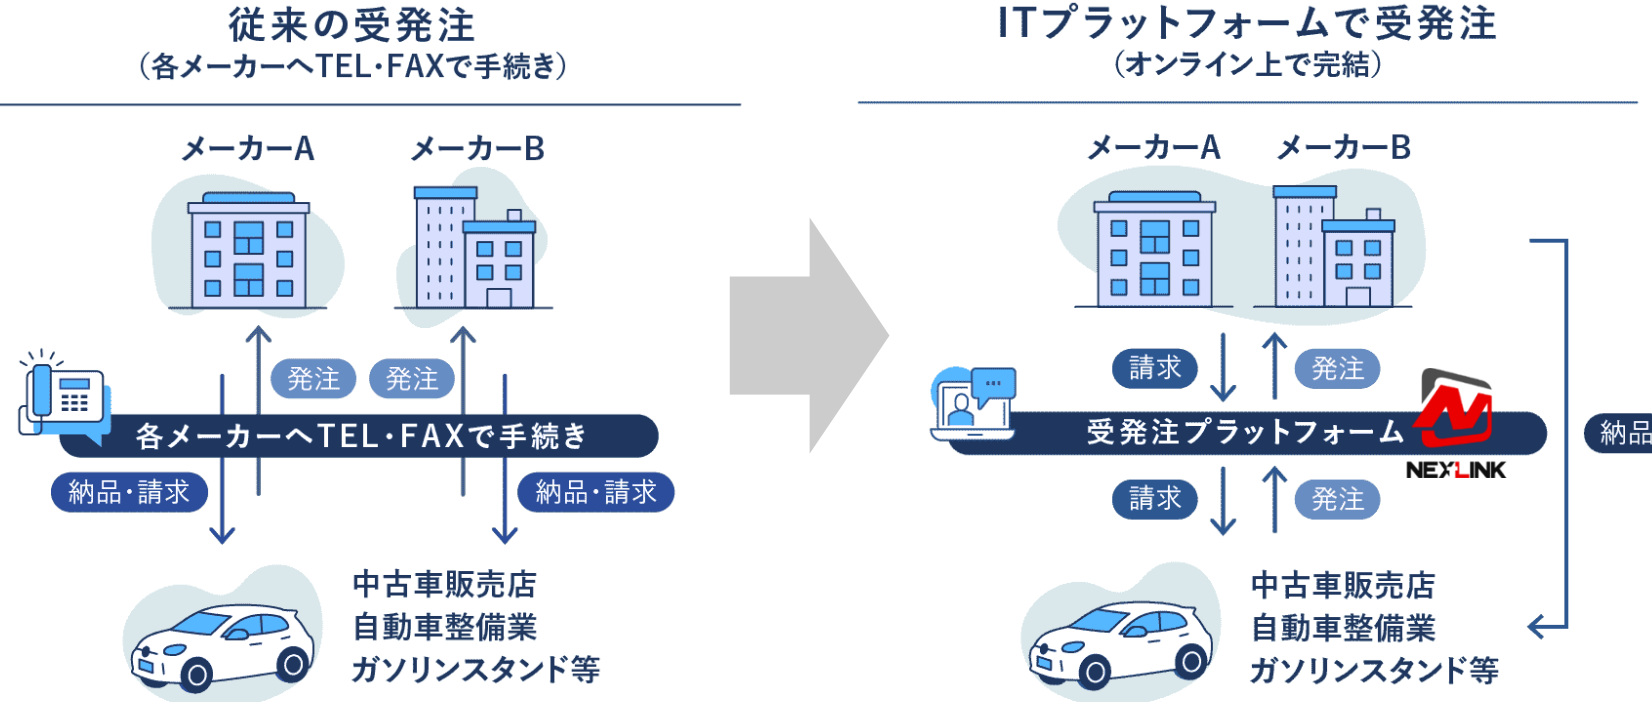 従来の受発注
（各メーカーへTEL・FAXで手続き）
メーカーA
メーカーB
発注
発注
各メーカーへTEL・FAXで手続き
納品・請求
納品・請求
中古車販売店
自動車整備業
ガソリンスタンド等
ITプラットフォームで受発注
（オンライン上で完結）
メーカーA
メーカーB
請求
発注
受発注プラットフォーム
NEXLINK
納品
請求
発注
中古車販売店
自動車整備業
ガソリンスタンド等